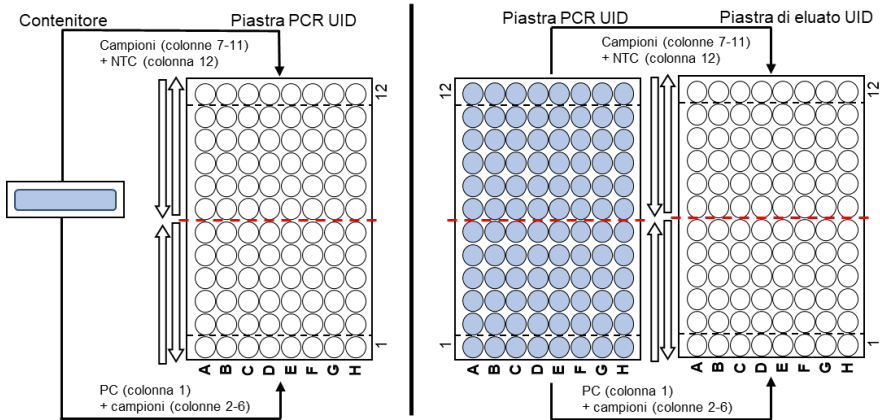 Contenitore
Piastra PCR UID
Campioni (colonne 7-11)
+ NTC (colonna 12)
12
1
A B C D E F G H
PC (colonna 1)
+ campioni (colonne 2-6)
Piastra PCR UID
Piastra di eluato UID
Campioni (colonne 7-11)
+ NTC (colonna 12)
12
12
1
1
A B C D E F G H
A B C D E F G H
PC (colonna 1)
+ campioni (colonne 2-6)